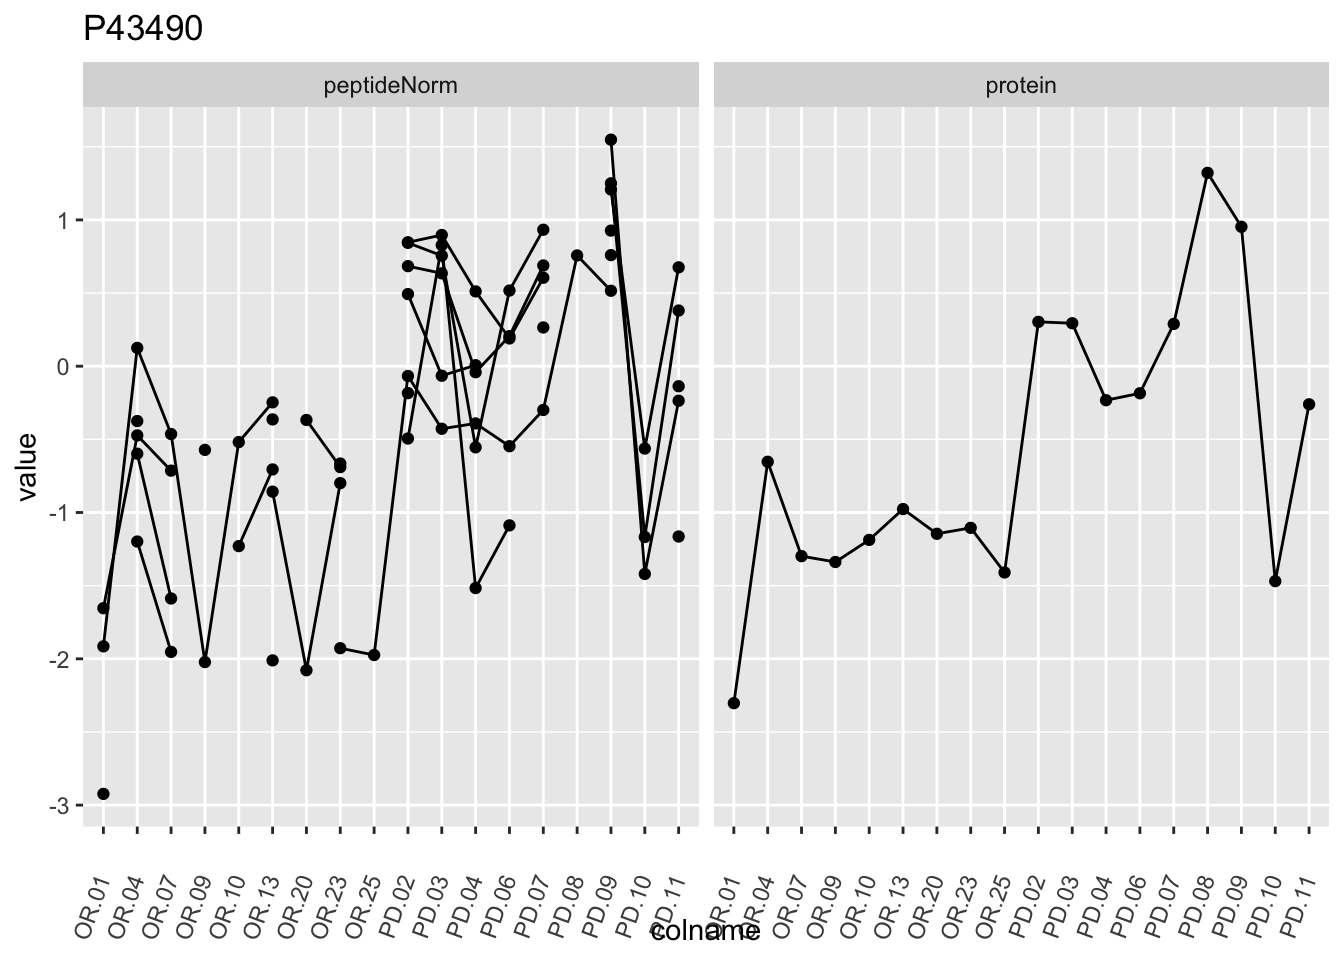 P43490
peptideNorm protein
1
0
-1
-2
-3
value
OR.01 OR.04 OR.07 OR.09 OR.10 OR.13 OR.20 OR.23 OR.25 PD.02 PD.03 PD.04 PD.06 PD.07 PD.08 PD.09 PD.10 PD.11 OR.01 OR.04 OR.07 OR.09 OR.10 OR.13 OR.20 OR.23 OR.25 PD.02 PD.03 PD.04 PD.06 PD.07 PD.08 PD.09 PD.10 PD.11
colname